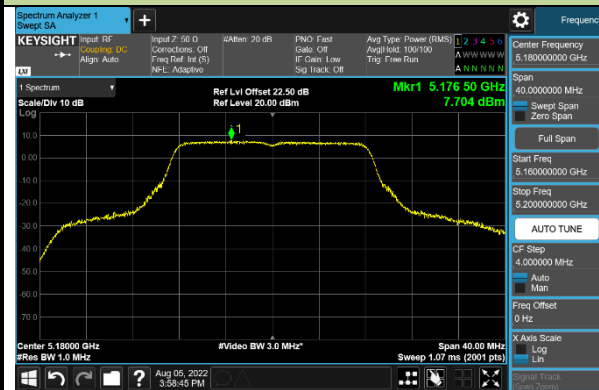 Spectrum Analyzer 1
Swept SA
+
Frequency
KEYSIGHT
Input: RF
Coupling: DC
Align: Auto
Input Z: 50 Ω
Corrections: Off
Freq Ref: Int (S)
NFE: Adaptive
#Atten: 20 dB
PNO: Fast
Gate: Off
IF Gain: Low
Sig Track: Off
Avg Type: Power (RMS)
Avg|Hold: 100/100
Trig: Free Run
1 2 3 4 5 6
A W W W W W
A N N N N N
LXI
1 Spectrum
Scale/Div 10 dB
Log
Ref Lvl Offset 22.50 dB
Ref Level 20.00 dBm
Mkr1 5.176 50 GHz
7.704 dBm
1
10.0
0.00
-10.0
-20.0
-30.0
-40.0
-50.0
-60.0
-70.0
Center 5.18000 GHz
#Res BW 1.0 MHz
#Video BW 3.0 MHz*
Span 40.00 MHz
Sweep 1.07 ms (2001 pts)
Center Frequency
5.180000000 GHz
Span
40.0000000 MHz
Swept Span
Zero Span
Full Span
Start Freq
5.160000000 GHz
Stop Freq
5.200000000 GHz
AUTO TUNE
CF Step
4.000000 MHz
Auto
Man
Freq Offset
0 Hz
X Axis Scale
Log
Lin
Signal Track
(Span Zoom)
?
Aug 05, 2022
3:58:45 PM